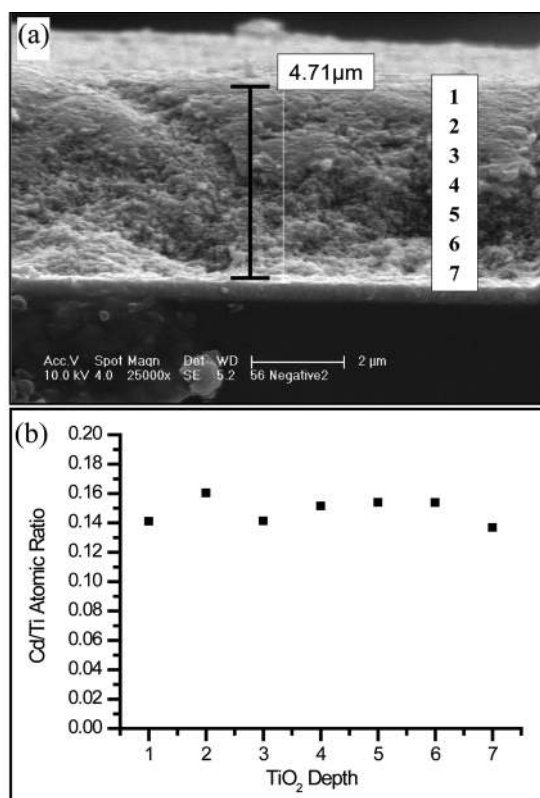 (a)
4.71µm
1
2
3
4
5
6
7
Acc.V Spot Magn Det WD 2 µm
10.0 kV 4.0 25000x SE 5.2 56 Negative2
(b)
0.20
0.18
0.16
0.14
0.12
0.10
0.08
0.06
0.04
0.02
0.00
Cd/Ti Atomic Ratio
1 2 3 4 5 6 7
TiO₂ Depth